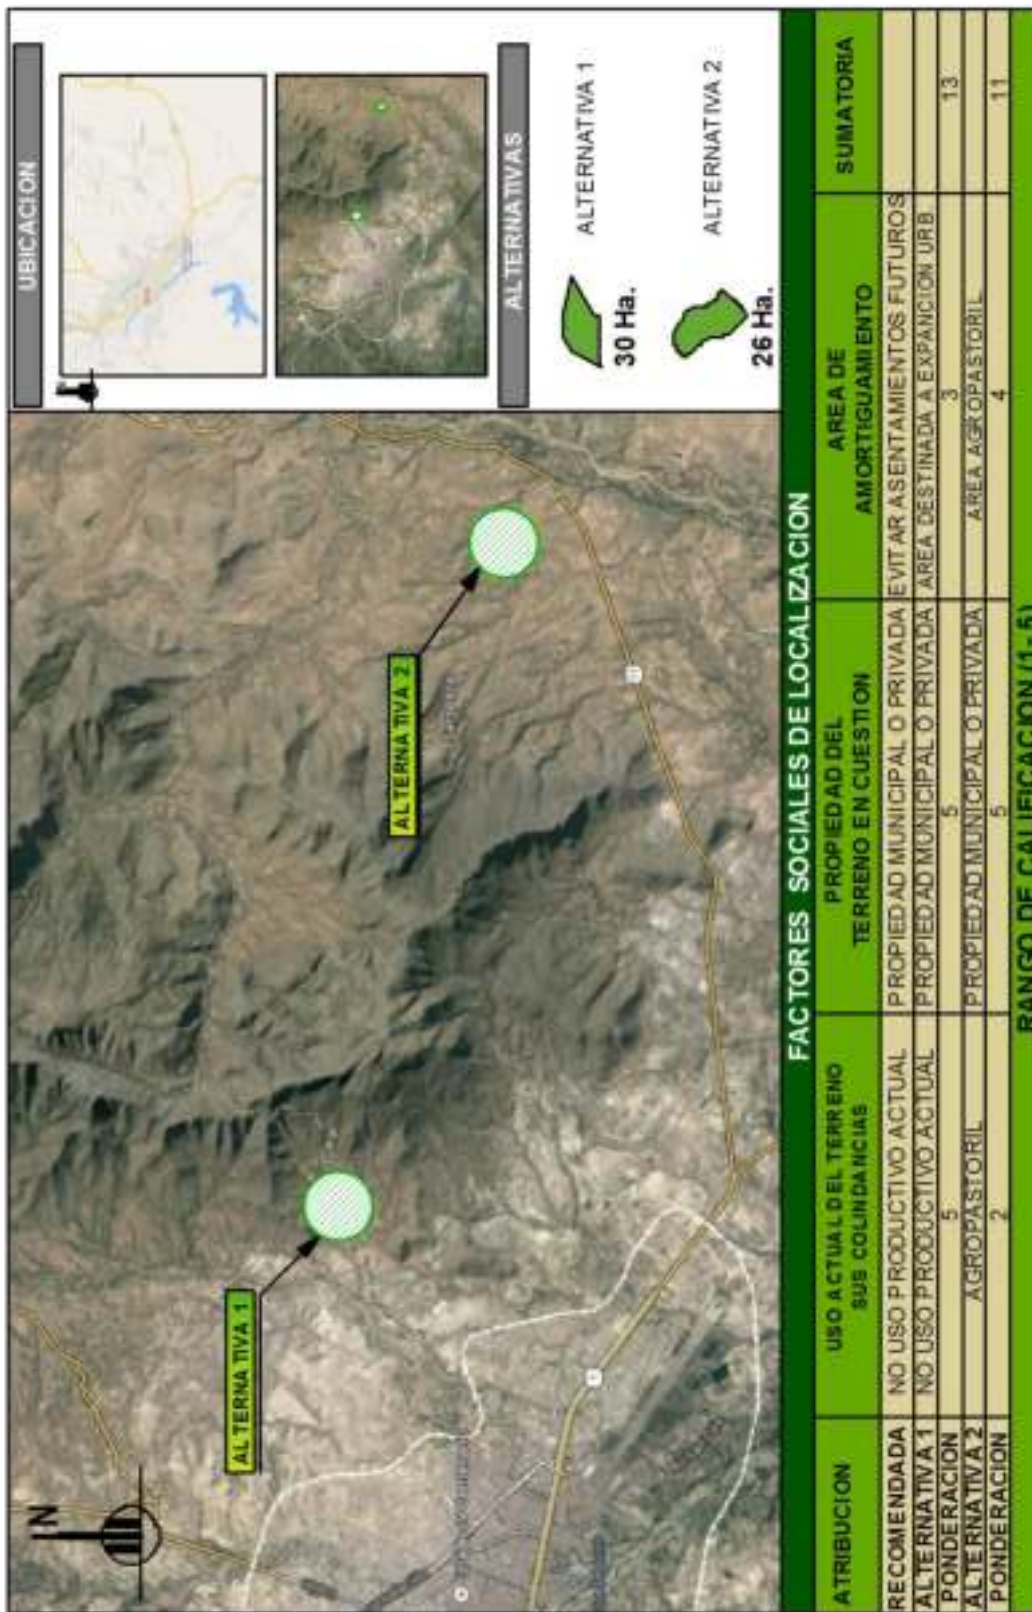 UBICACION
N
ALTERNATIVA 1
ALTERNATIVA 2
ALTERNATIVAS
30 Ha.
ALTERNATIVA 1
26 Ha.
ALTERNATIVA 2
FACTORES SOCIALES DE LOCALIZACION
ATRIBUCION
USO ACTUAL DEL TERRENO
SUS COLINDANCIAS
PROPIEDAD DEL
TERRENO EN CUESTION
AREA DE
AMORTIGUAMIENTO
SUMATORIA
RECOMENDADA NO USO PRODUCTIVO ACTUAL PROPIEDAD MUNICIPAL O PRIVADA EVITAR ASENTAMIENTOS FUTUROS
ALTERNATIVA 1 NO USO PRODUCTIVO ACTUAL PROPIEDAD MUNICIPAL O PRIVADA AREA DESTINADA A EXPANCION URB.
PONDERACION 5 5 3 13
ALTERNATIVA 2 AGROPASTORIL PROPIEDAD MUNICIPAL O PRIVADA AREA AGROPASTORIL
PONDERACION 2 5 4 11
RANGO DE CALIFICACION (1-5)